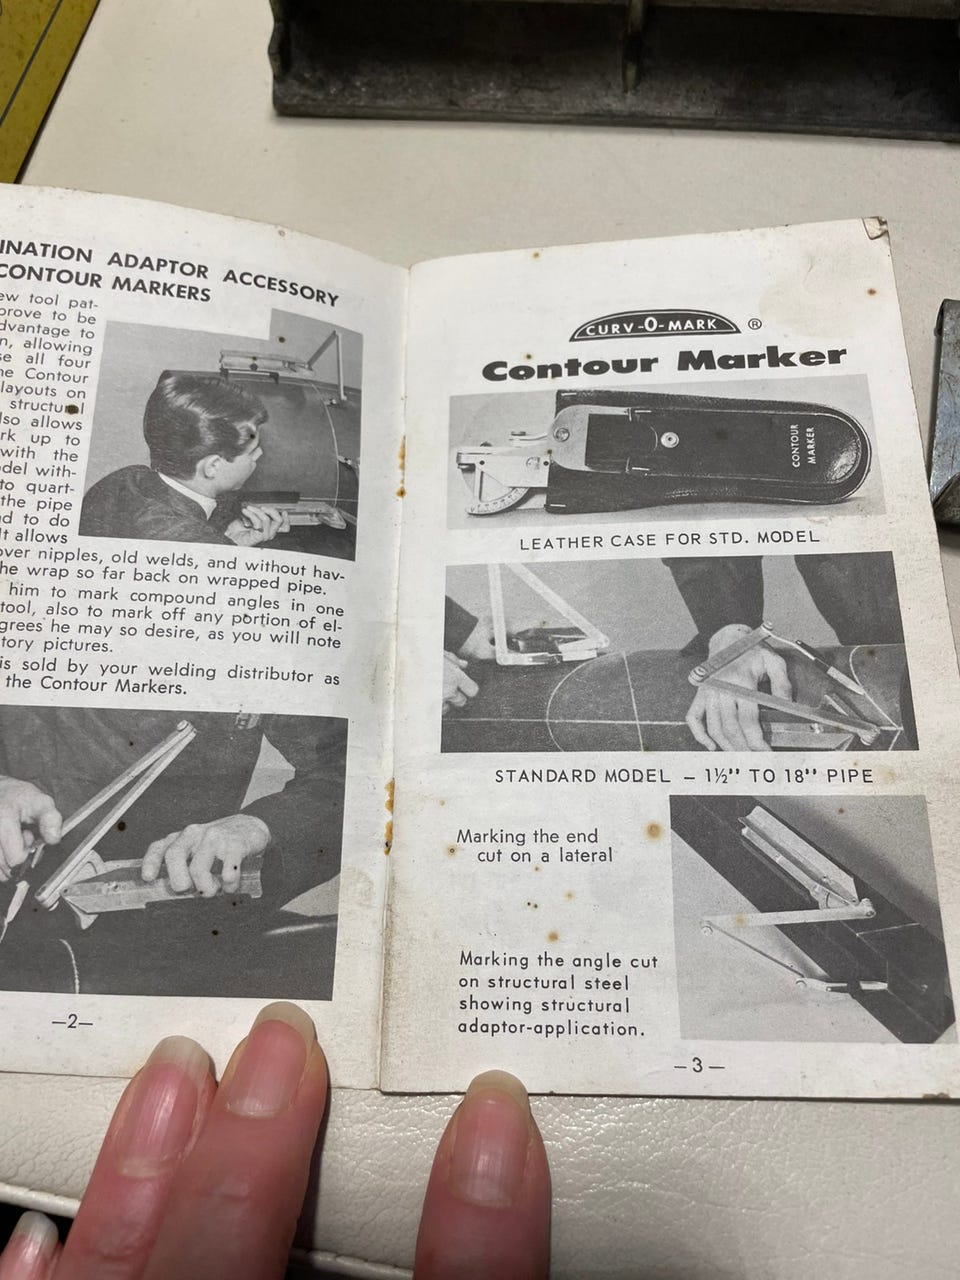 INATION ADAPTOR ACCESSORY
CONTOUR MARKERS
ew tool pat-
prove to be
dvantage to
n, allowing
se all four
he Contour
layouts on
structural
lso allows
rk up to
with the
odel with-
to quart-
the pipe
nd to do
It allows
over nipples, old welds, and without hav-
he wrap so far back on wrapped pipe.
him to mark compound angles in one
tool, also to mark off any portion of el-
grees he may so desire, as you will note
tory pictures.
is sold by your welding distributor as
the Contour Markers.
—2—
CURV-O-MARK ®
Contour Marker
CONTOUR
MARKER
LEATHER CASE FOR STD. MODEL
STANDARD MODEL – 1½" TO 18" PIPE
Marking the end
cut on a lateral
Marking the angle cut
on structural steel
showing structural
adaptor-application.
—3—